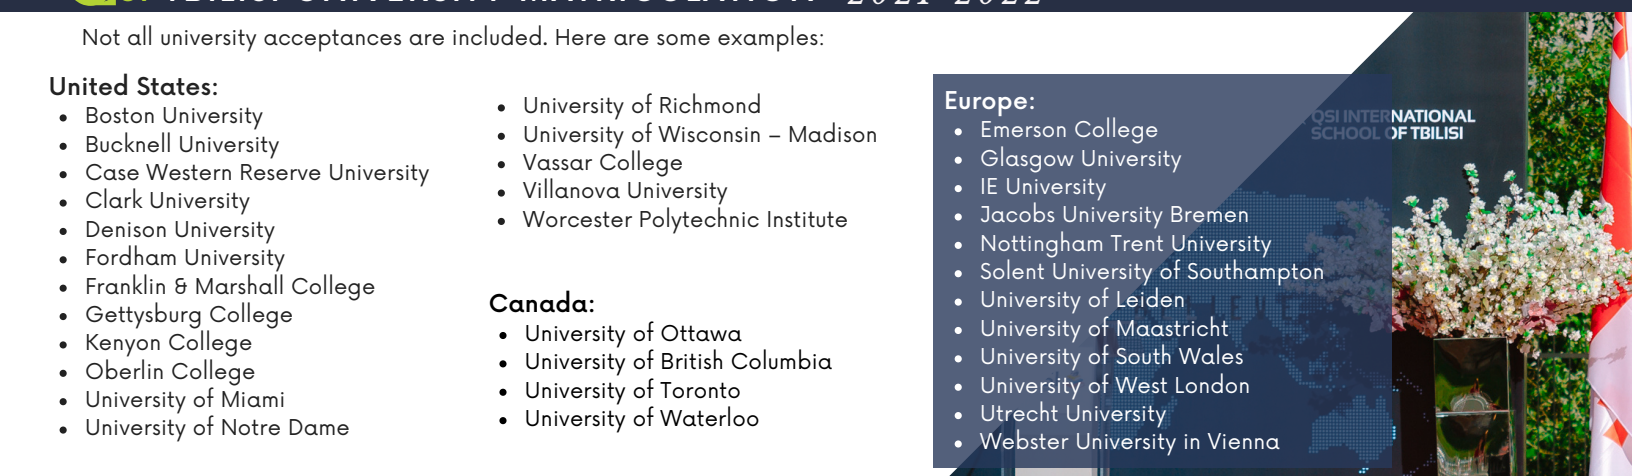 TBILISI UNIVERSITY MATRICULATION 2021-2022
Not all university acceptances are included. Here are some examples:
United States:
• Boston University
• Bucknell University
• Case Western Reserve University
• Clark University
• Denison University
• Fordham University
• Franklin & Marshall College
• Gettysburg College
• Kenyon College
• Oberlin College
• University of Miami
• University of Notre Dame
• University of Richmond
• University of Wisconsin – Madison
• Vassar College
• Villanova University
• Worcester Polytechnic Institute
Canada:
• University of Ottawa
• University of British Columbia
• University of Toronto
• University of Waterloo
Europe:
• Emerson College
• Glasgow University
• IE University
• Jacobs University Bremen
• Nottingham Trent University
• Solent University of Southampton
• University of Leiden
• University of Maastricht
• University of South Wales
• University of West London
• Utrecht University
• Webster University in Vienna
QSI INTERNATIONAL
SCHOOL OF TBILISI